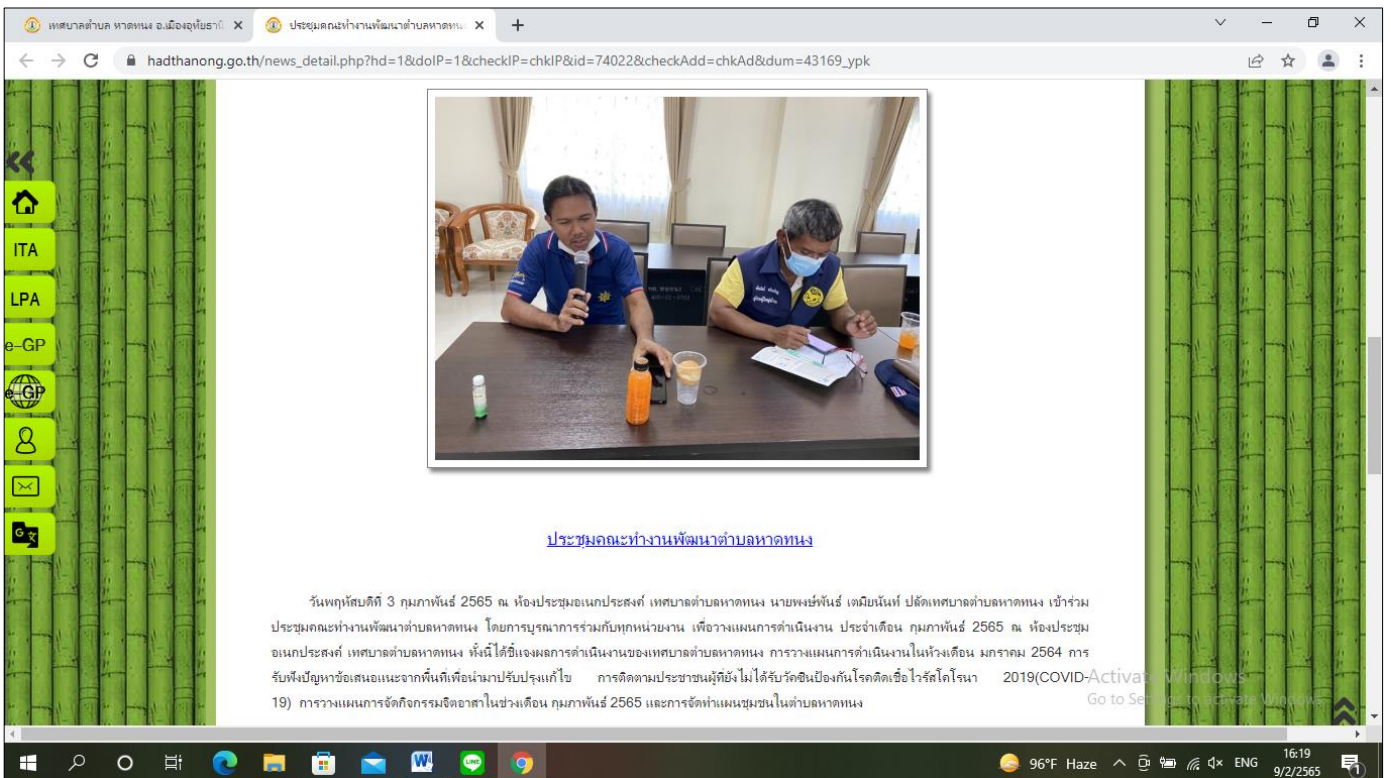 เทศบาลตำบล หาดทนง อ.เมืองอุทัยธานี
ประชุมคณะทำงานพัฒนาตำบลหาดทนง
hadthanong.go.th/news_detail.php?hd=1&doIP=1&checkIP=chkIP&id=74022&checkAdd=chkAd&dum=43169_ypk
ITA
LPA
e-GP
e-GP
ประชุมคณะทำงานพัฒนาตำบลหาดทนง
วันพฤหัสบดีที่ 3 กุมภาพันธ์ 2565 ณ ห้องประชุมอเนกประสงค์ เทศบาลตำบลหาดทนง นายพงษ์พันธ์ เตมียนันท์ ปลัดเทศบาลตำบลหาดทนง เข้าร่วม
ประชุมคณะทำงานพัฒนาตำบลหาดทนง โดยการบูรณาการร่วมกับทุกหน่วยงาน เพื่อวางแผนการดำเนินงาน ประจำเดือน กุมภาพันธ์ 2565 ณ ห้องประชุม
อเนกประสงค์ เทศบาลตำบลหาดทนง ทั้งนี้ได้ชี้แจงผลการดำเนินงานของเทศบาลตำบลหาดทนง การวางแผนการดำเนินงานในห้วงเดือน มกราคม 2564 การ
รับฟังปัญหาข้อเสนอแนะจากพื้นที่เพื่อนำมาปรับปรุงแก้ไข การติดตามประชาชนผู้ที่ยังไม่ได้รับวัคซีนป้องกันโรคติดเชื้อไวรัสโคโรนา 2019(COVID-
19) การวางแผนการจัดกิจกรรมจิตอาสาในช่วงเดือน กุมภาพันธ์ 2565 และการจัดทำแผนชุมชนในตำบลหาดทนง
Activate Windows
Go to Settings to activate Windows.
96°F Haze
ENG
16:19
9/2/2565